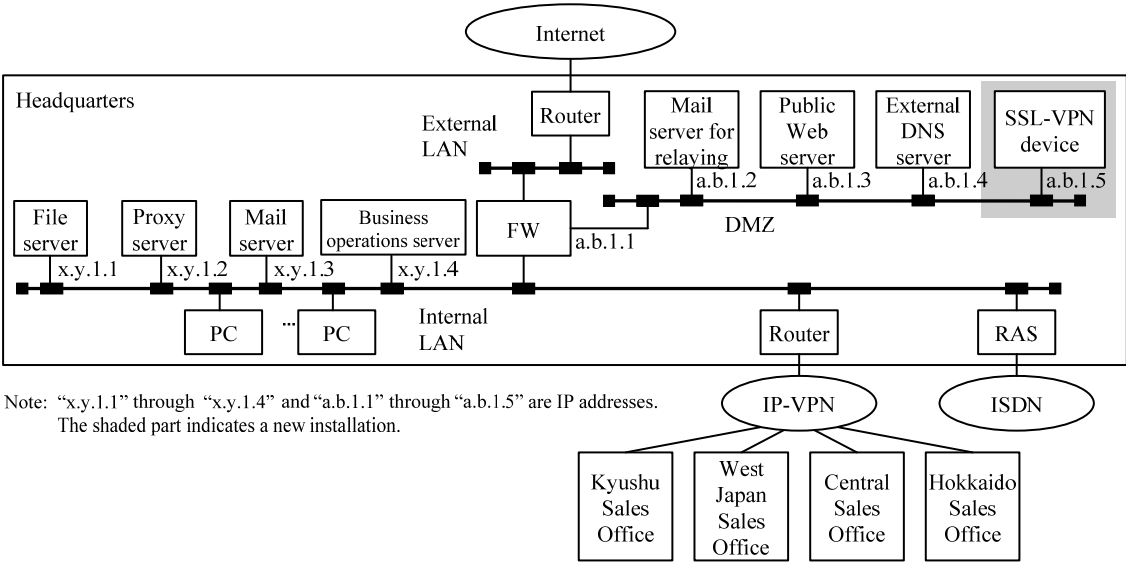 Internet
Headquarters
Router
External
LAN
Mail
server for
relaying
Public
Web
server
External
DNS
server
SSL-VPN
device
a.b.1.2
a.b.1.3
a.b.1.4
a.b.1.5
File
server
Proxy
server
Mail
server
Business
operations server
FW
a.b.1.1
DMZ
x.y.1.1
x.y.1.2
x.y.1.3
x.y.1.4
PC
...
PC
Internal
LAN
Router
RAS
Note: “x.y.1.1” through “x.y.1.4” and “a.b.1.1” through “a.b.1.5” are IP addresses.
The shaded part indicates a new installation.
IP-VPN
ISDN
Kyushu
Sales
Office
West
Japan
Sales
Office
Central
Sales
Office
Hokkaido
Sales
Office